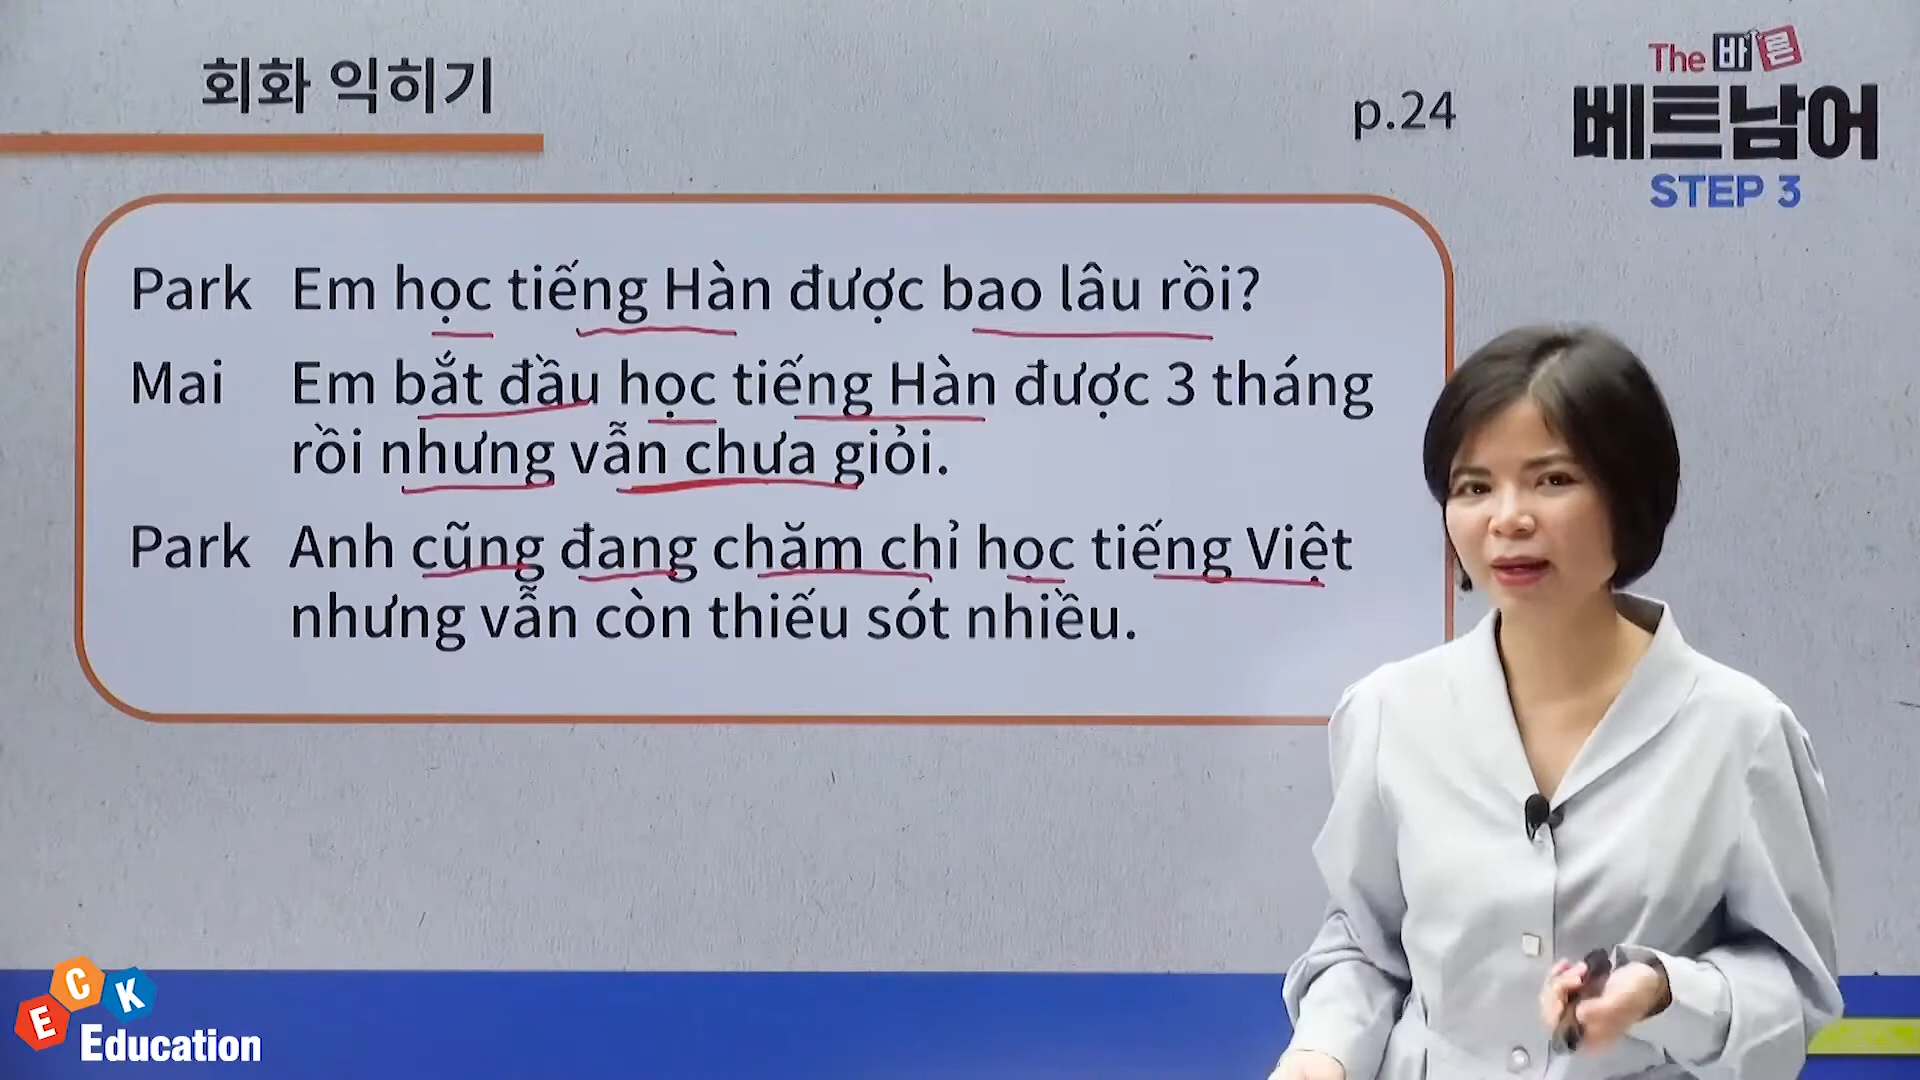 회화 익히기
p.24
The 바른
베트남어
STEP 3
Park Em học tiếng Hàn được bao lâu rồi?
Mai Em bắt đầu học tiếng Hàn được 3 tháng
rồi nhưng vẫn chưa giỏi.
Park Anh cũng đang chăm chỉ học tiếng Việt
nhưng vẫn còn thiếu sót nhiều.
ECK
Education